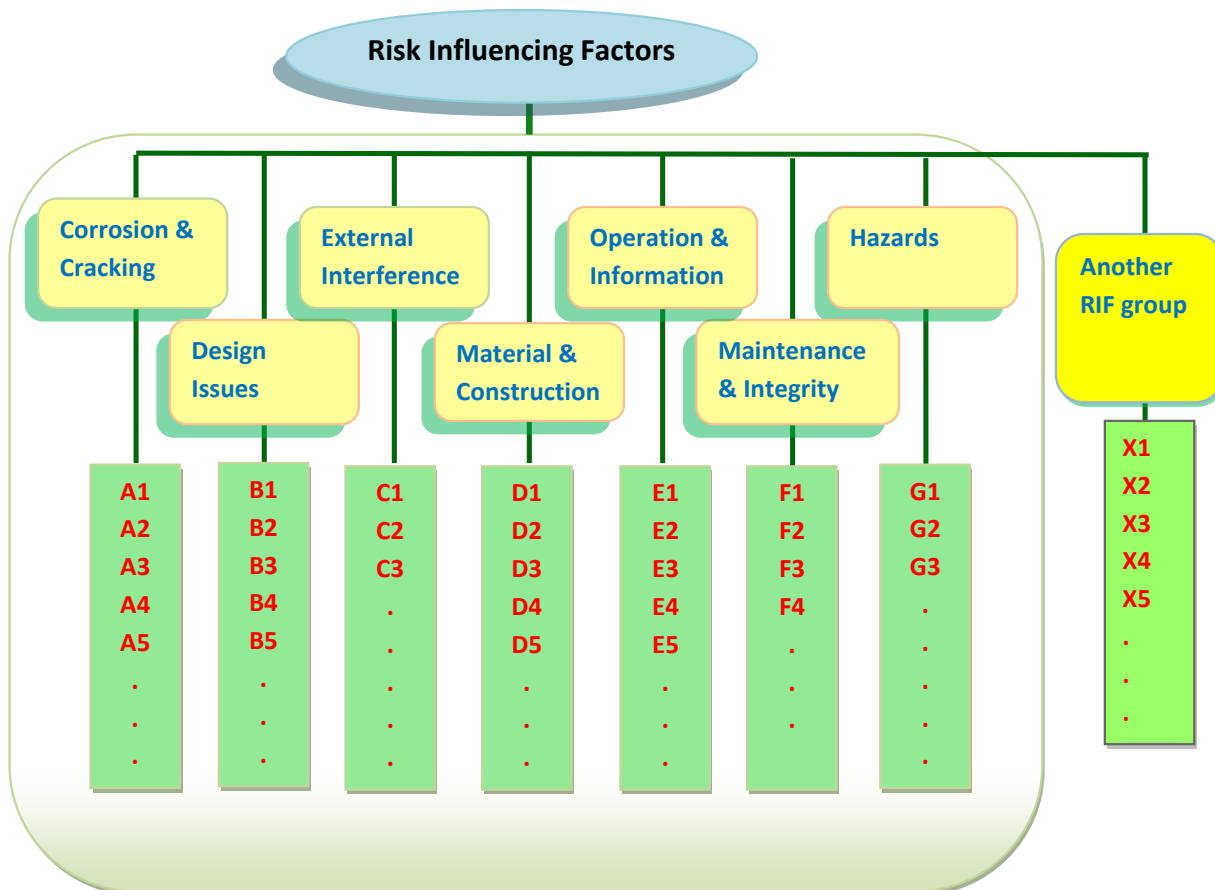 Risk Influencing Factors
Corrosion &
Cracking
Design
Issues
External
Interference
Material &
Construction
Operation &
Information
Maintenance
& Integrity
Hazards
Another
RIF group
A1
A2
A3
A4
A5
.
.
.
B1
B2
B3
B4
B5
.
.
.
C1
C2
C3
.
.
.
.
.
D1
D2
D3
D4
D5
.
.
.
E1
E2
E3
E4
E5
.
.
.
F1
F2
F3
F4
.
.
.
G1
G2
G3
.
.
.
.
.
X1
X2
X3
X4
X5
.
.
.